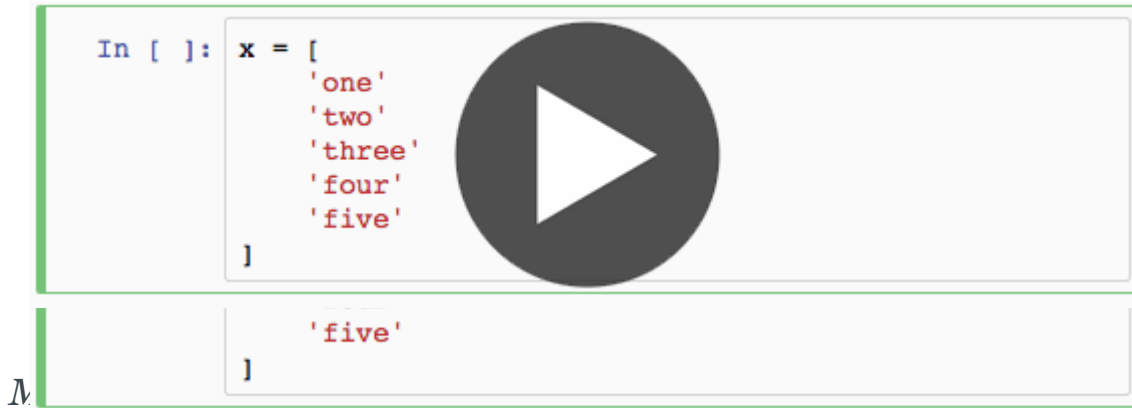 In [ ]: x = [
'one'
'two'
'three'
'four'
'five'
]
'five'
]